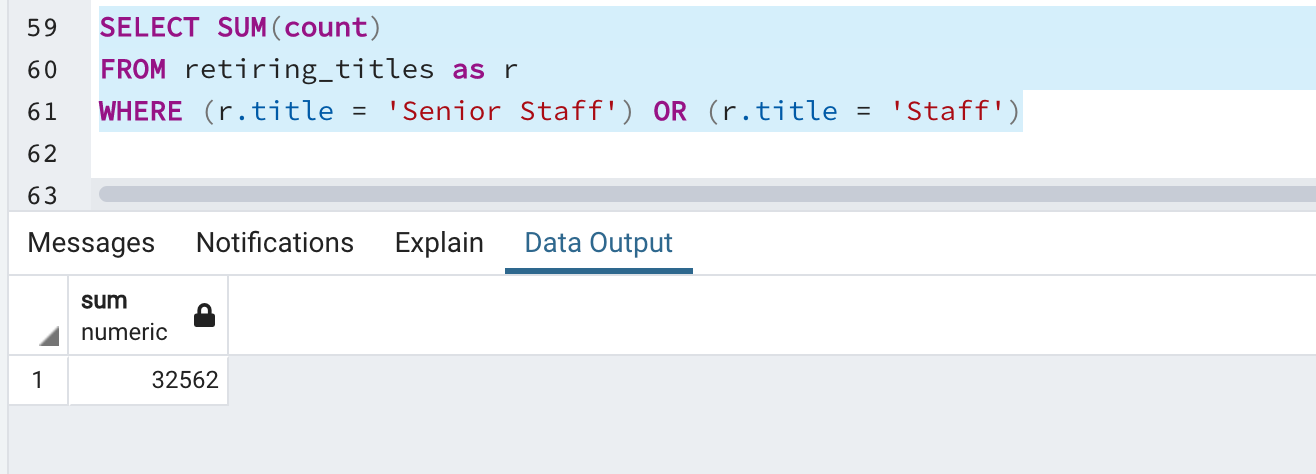 59 SELECT SUM(count)
60 FROM retiring_titles as r
61 WHERE (r.title = 'Senior Staff') OR (r.title = 'Staff')
62
63
Messages Notifications Explain Data Output
sum
numeric
1 32562